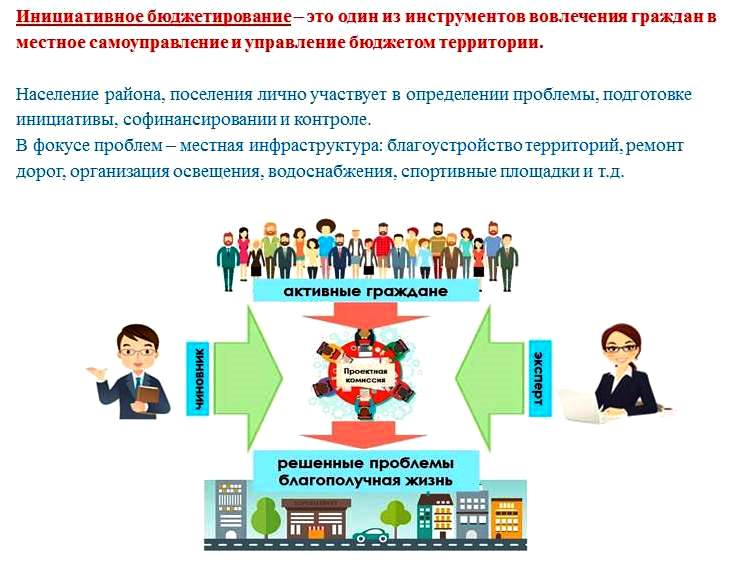 Инициативное бюджетирование – это один из инструментов вовлечения граждан в
местное самоуправление и управление бюджетом территории.
Население района, поселения лично участвует в определении проблемы, подготовке
инициативы, софинансировании и контроле.
В фокусе проблем – местная инфраструктура: благоустройство территорий, ремонт
дорог, организация освещения, водоснабжения, спортивные площадки и т.д.
активные граждане
чиновник
Проектная
комиссия
эксперт
решенные проблемы
благополучная жизнь